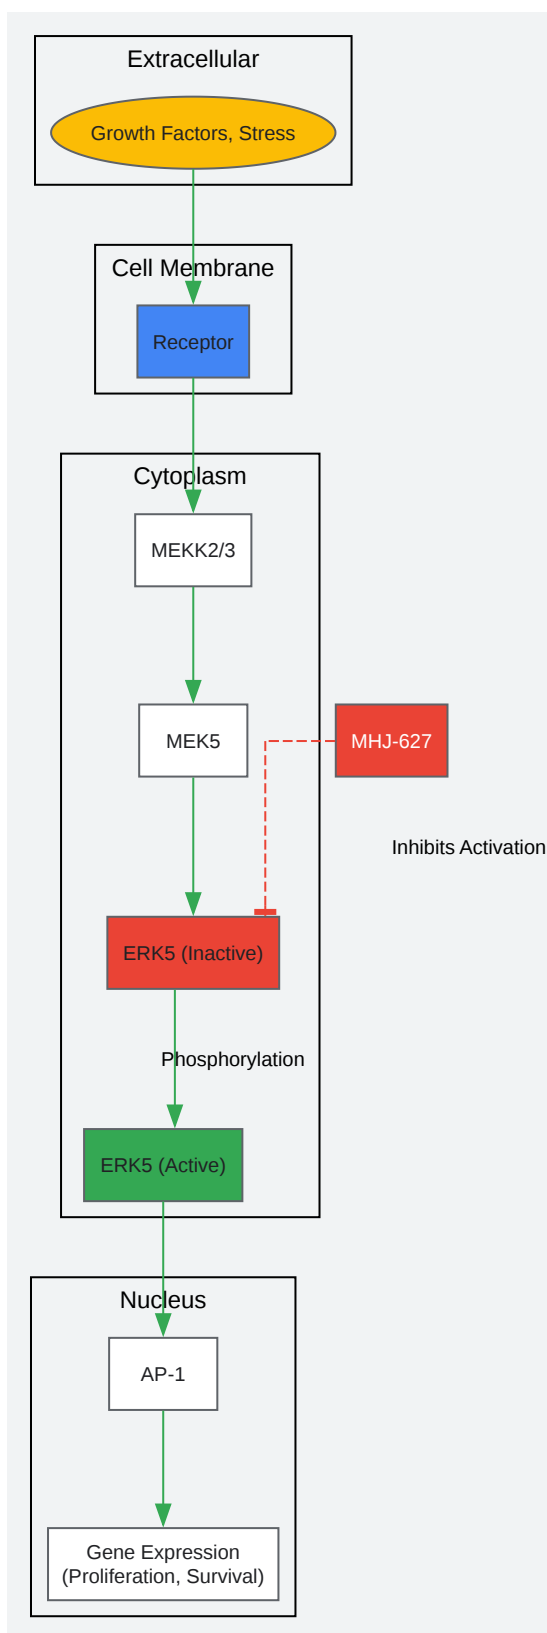 Extracellular
Growth Factors, Stress
Cell Membrane
Receptor
Cytoplasm
MEKK2/3
MEK5
MHJ-627
Inhibits Activation
ERK5 (Inactive)
Phosphorylation
ERK5 (Active)
Nucleus
AP-1
Gene Expression
(Proliferation, Survival)